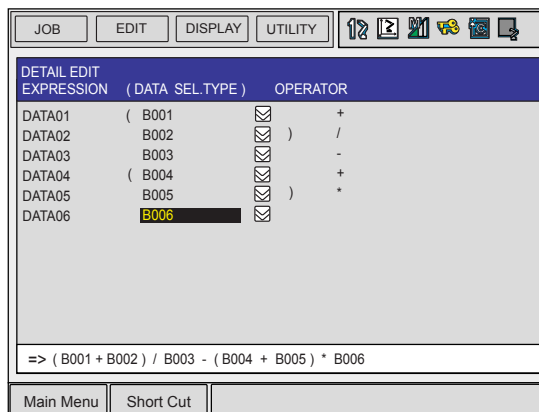 JOB EDIT DISPLAY UTILITY
DETAIL EDIT
EXPRESSION ( DATA SEL.TYPE ) OPERATOR
DATA01 ( B001 +
DATA02 B002 ) /
DATA03 B003 -
DATA04 ( B004 +
DATA05 B005 ) *
DATA06 B006
=> ( B001 + B002 ) / B003 - ( B004 + B005 ) * B006
Main Menu Short Cut